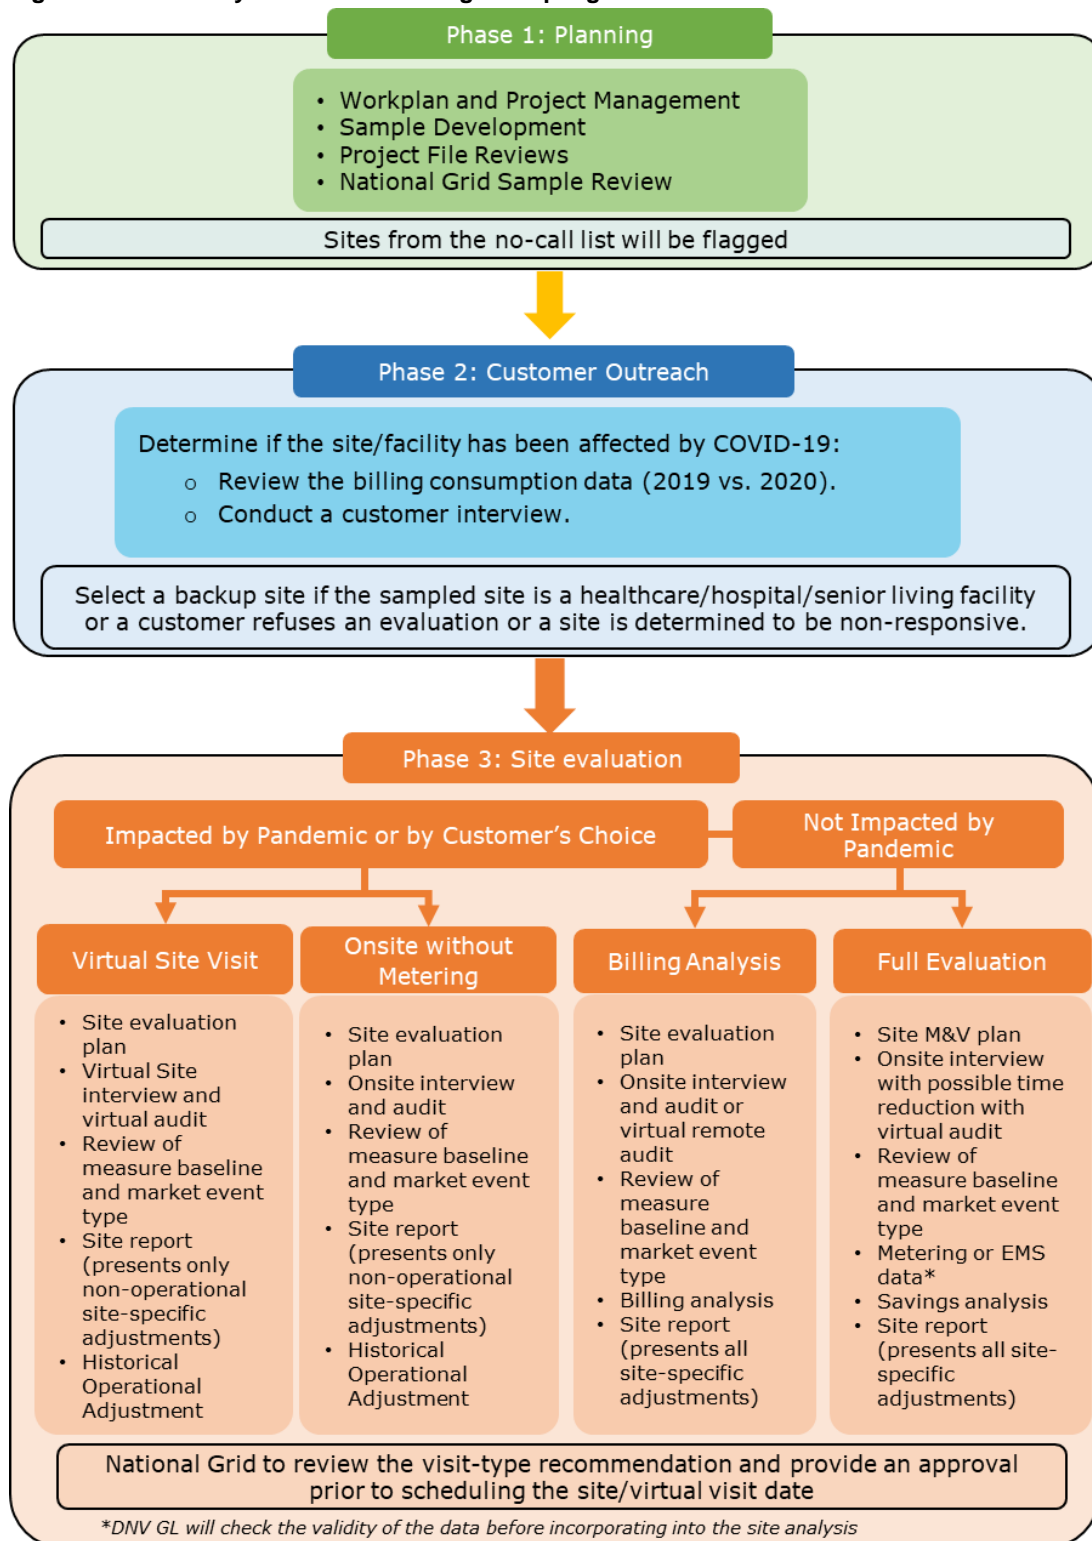 Phase 1: Planning
• Workplan and Project Management
• Sample Development
• Project File Reviews
• National Grid Sample Review
Sites from the no-call list will be flagged
Phase 2: Customer Outreach
Determine if the site/facility has been affected by COVID-19:
o Review the billing consumption data (2019 vs. 2020).
o Conduct a customer interview.
Select a backup site if the sampled site is a healthcare/hospital/senior living facility
or a customer refuses an evaluation or a site is determined to be non-responsive.
Phase 3: Site evaluation
Impacted by Pandemic or by Customer’s Choice
Not Impacted by
Pandemic
Virtual Site Visit
• Site evaluation
plan
• Virtual Site
interview and
virtual audit
• Review of
measure baseline
and market event
type
• Site report
(presents only
non-operational
site-specific
adjustments)
• Historical
Operational
Adjustment
Onsite without
Metering
• Site evaluation
plan
• Onsite interview
and audit
• Review of
measure baseline
and market event
type
• Site report
(presents only
non-operational
site-specific
adjustments)
• Historical
Operational
Adjustment
Billing Analysis
• Site evaluation
plan
• Onsite interview
and audit or
virtual remote
audit
• Review of
measure
baseline and
market event
type
• Billing analysis
• Site report
(presents all
site-specific
adjustments)
Full Evaluation
• Site M&V plan
• Onsite interview
with possible time
reduction with
virtual audit
• Review of
measure baseline
and market event
type
• Metering or EMS
data*
• Savings analysis
• Site report
(presents all site-
specific
adjustments)
National Grid to review the visit-type recommendation and provide an approval
prior to scheduling the site/virtual visit date
*DNV GL will check the validity of the data before incorporating into the site analysis